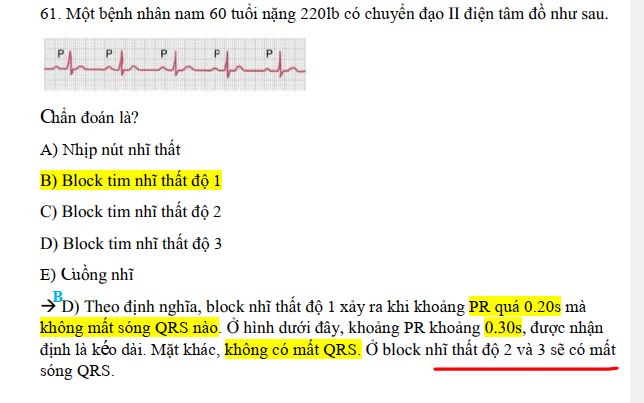 61. Một bệnh nhân nam 60 tuổi nặng 220lb có chuyển đạo II điện tâm đồ như sau.
P P P P P
Chẩn đoán là?
A) Nhịp nút nhĩ thất
B) Block tim nhĩ thất độ 1
C) Block tim nhĩ thất độ 2
D) Block tim nhĩ thất độ 3
E) Cuồng nhĩ
B
→ D) Theo định nghĩa, block nhĩ thất độ 1 xảy ra khi khoảng PR quá 0.20s mà
không mất sóng QRS nào. Ở hình dưới đây, khoảng PR khoảng 0.30s, được nhận
định là kéo dài. Mặt khác, không có mất QRS. Ở block nhĩ thất độ 2 và 3 sẽ có mất
sóng QRS.